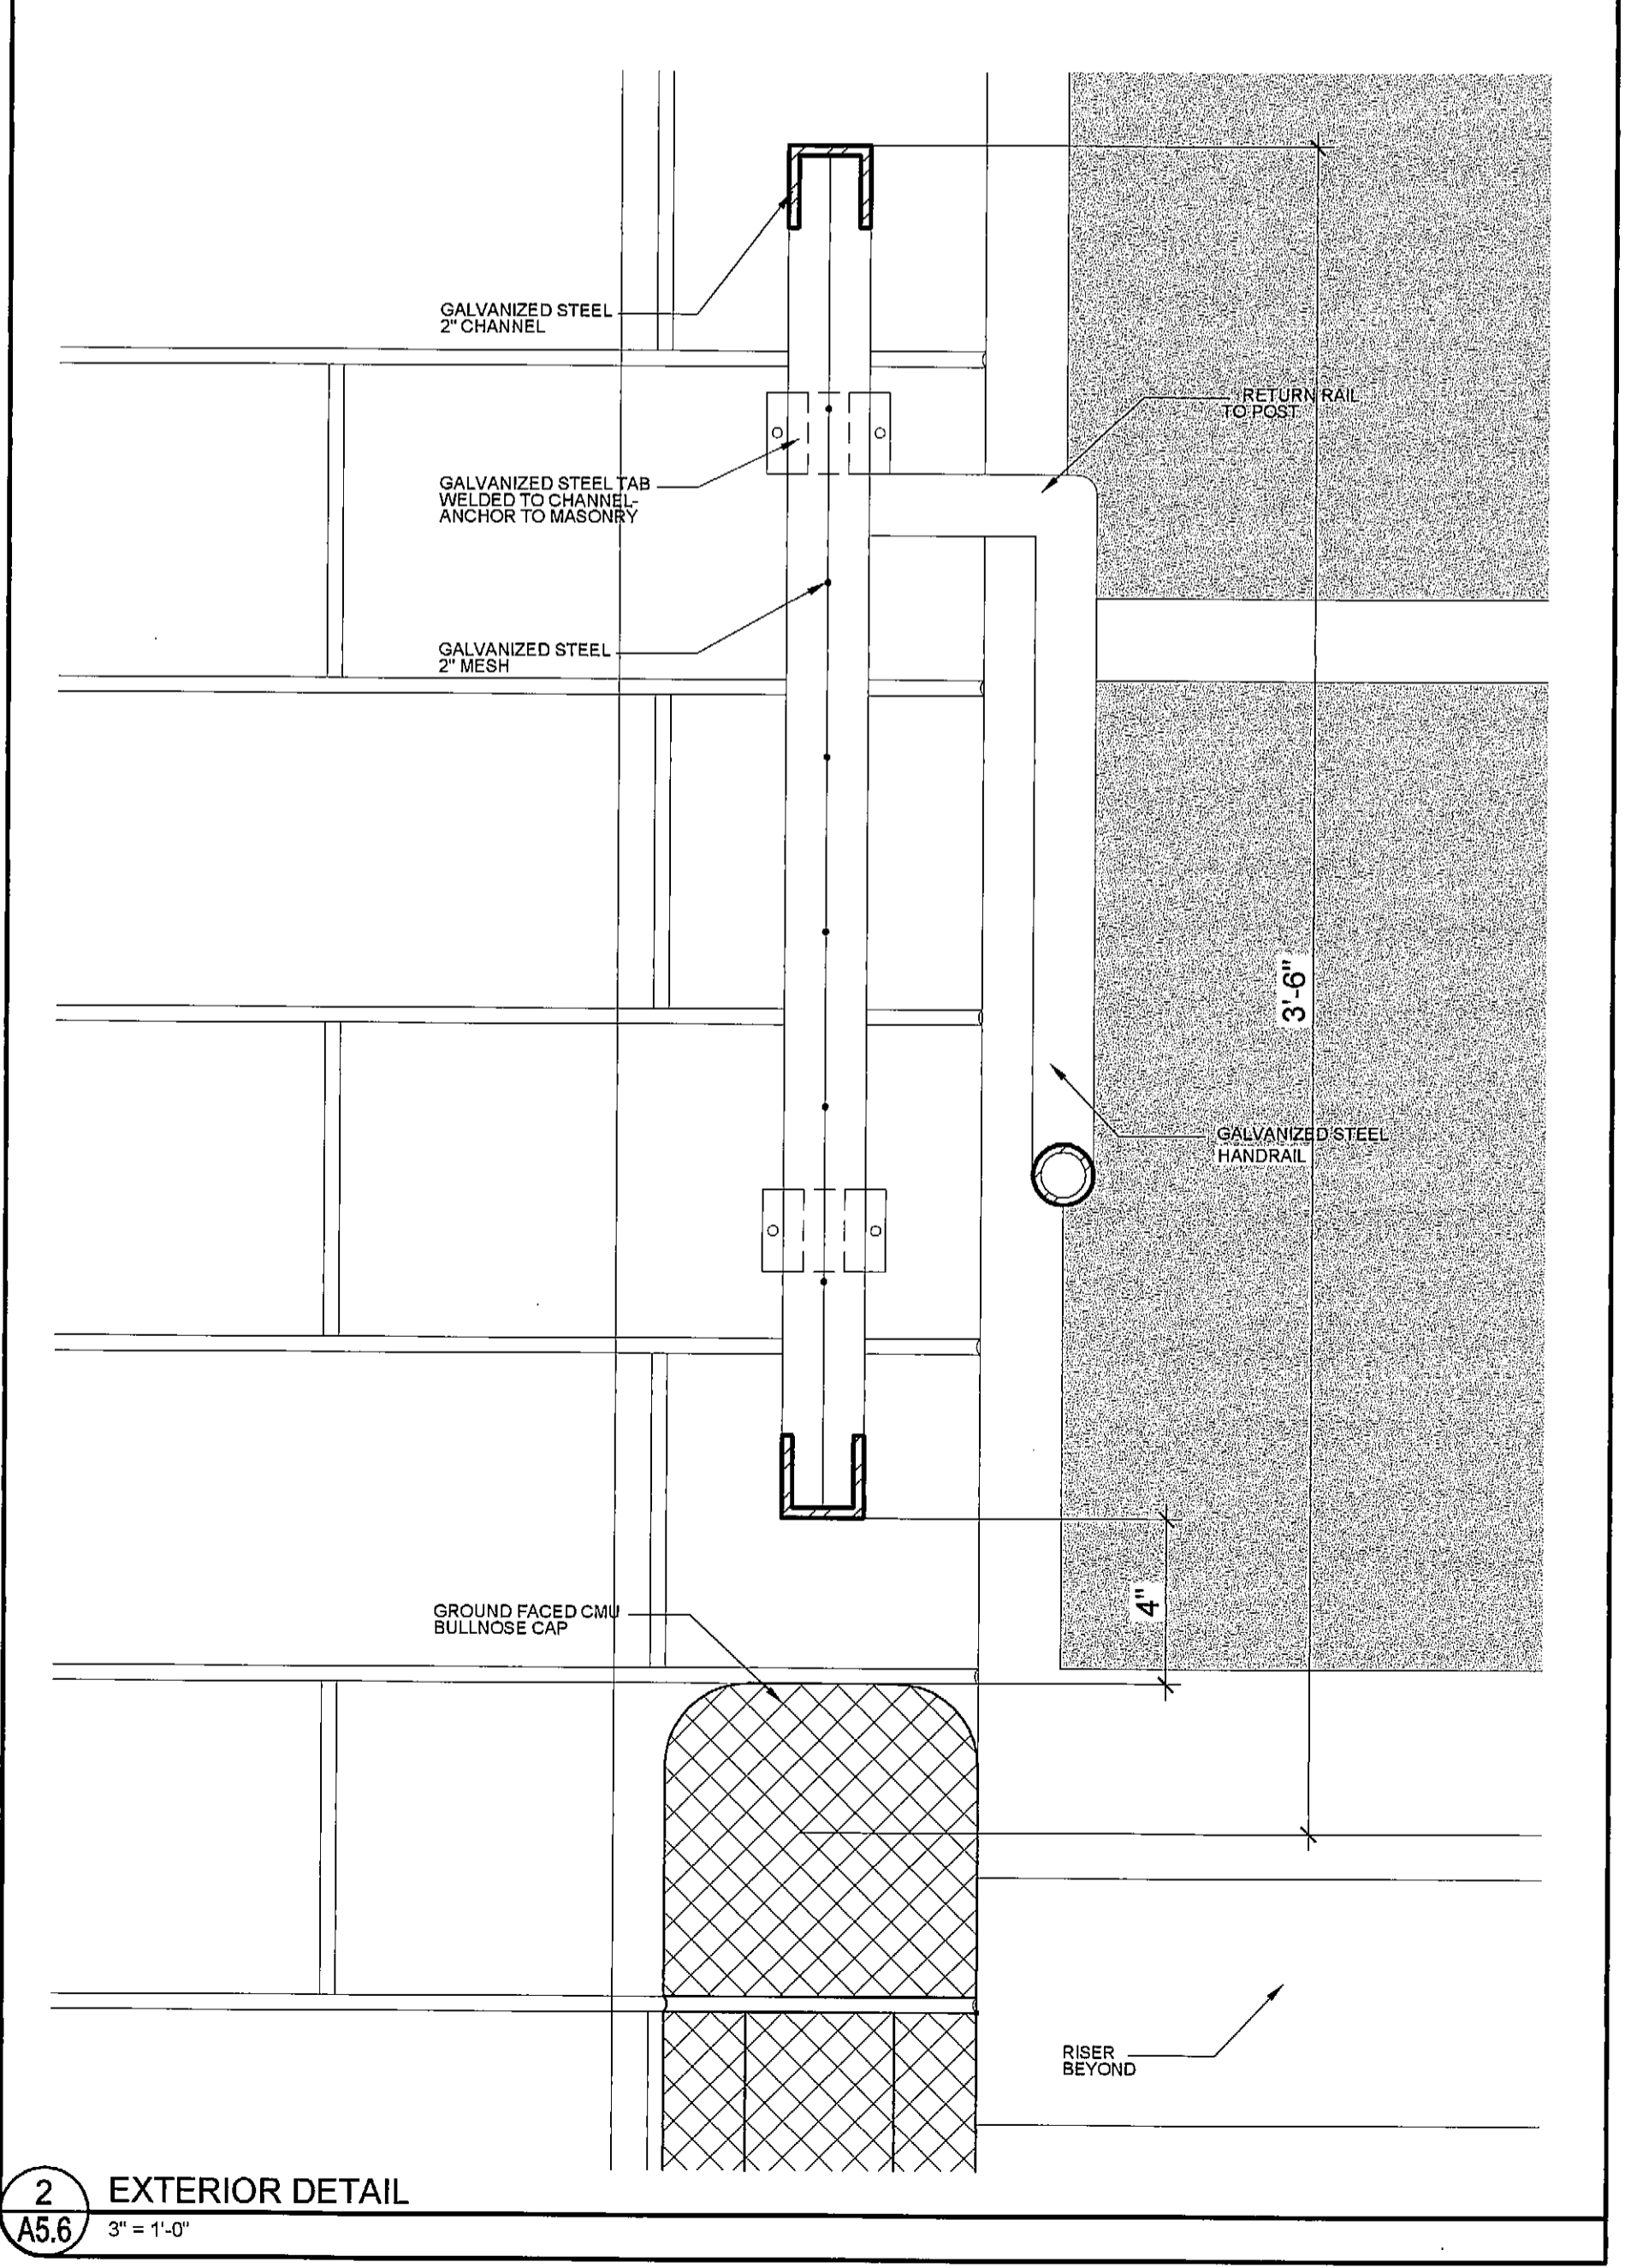 GALVANIZED STEEL
2" CHANNEL
RETURN RAIL
TO POST
GALVANIZED STEEL TAB
WELDED TO CHANNEL-
ANCHOR TO MASONRY
GALVANIZED STEEL
2" MESH
3'-6"
GALVANIZED STEEL
HANDRAIL
4"
GROUND FACED CMU
BULLNOSE CAP
RISER
BEYOND
2
EXTERIOR DETAIL
A5.6
3" = 1'-0"